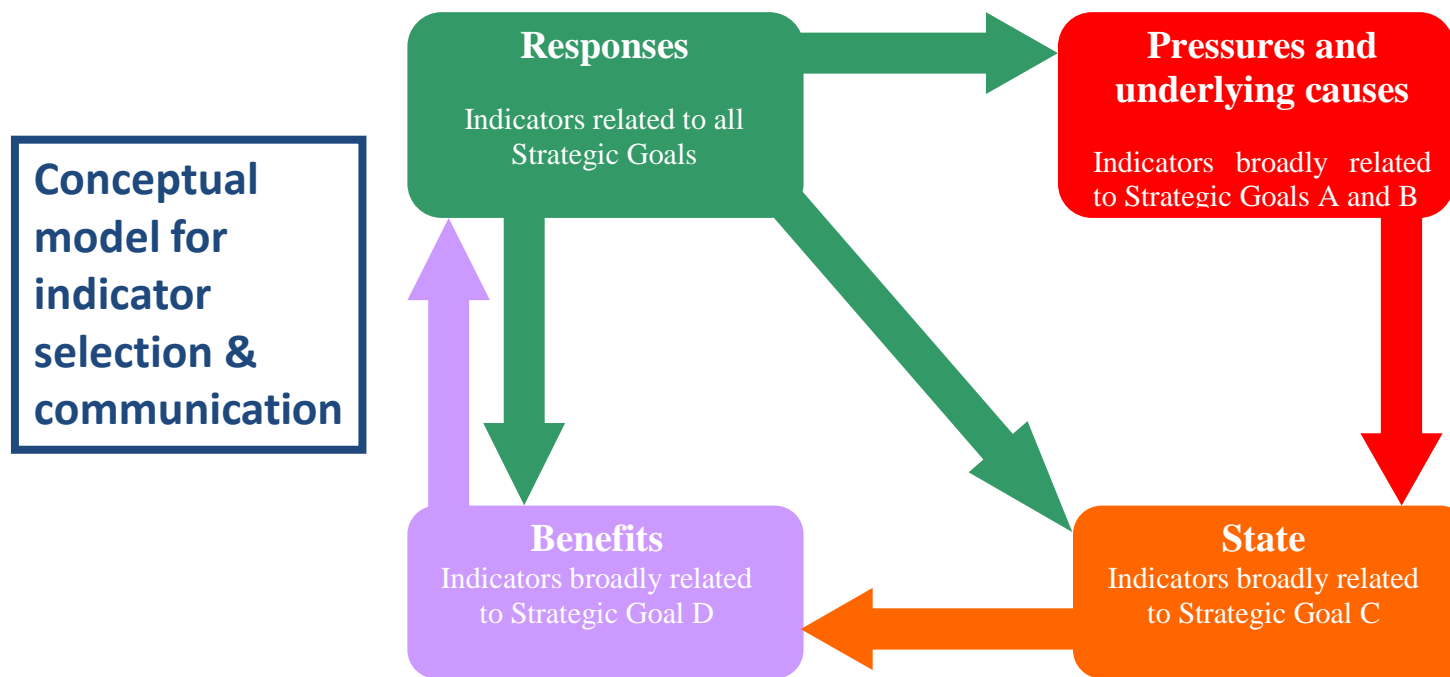 Conceptual
model for
indicator
selection &
communication
Responses
Indicators related to all
Strategic Goals
Pressures and
underlying causes
Indicators broadly related
to Strategic Goals A and B
Benefits
Indicators broadly related
to Strategic Goal D
State
Indicators broadly related
to Strategic Goal C